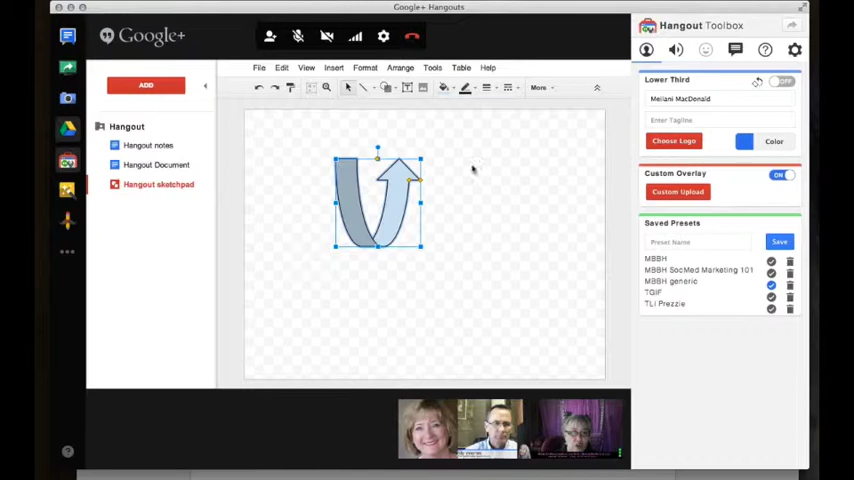 Google+ Hangouts
Google+
File Edit View Insert Format Arrange Tools Table Help
ADD
More
Hangout
Hangout notes
Hangout Document
Hangout sketchpad
Hangout Toolbox
Lower Third
OFF
Meilani MacDonald
Enter Tagline
Choose Logo
Color
Custom Overlay
ON
Custom Upload
Saved Presets
Preset Name
Save
MBBH
MBBH SocMed Marketing 101
MBBH generic
TGIF
TLI Prezzie